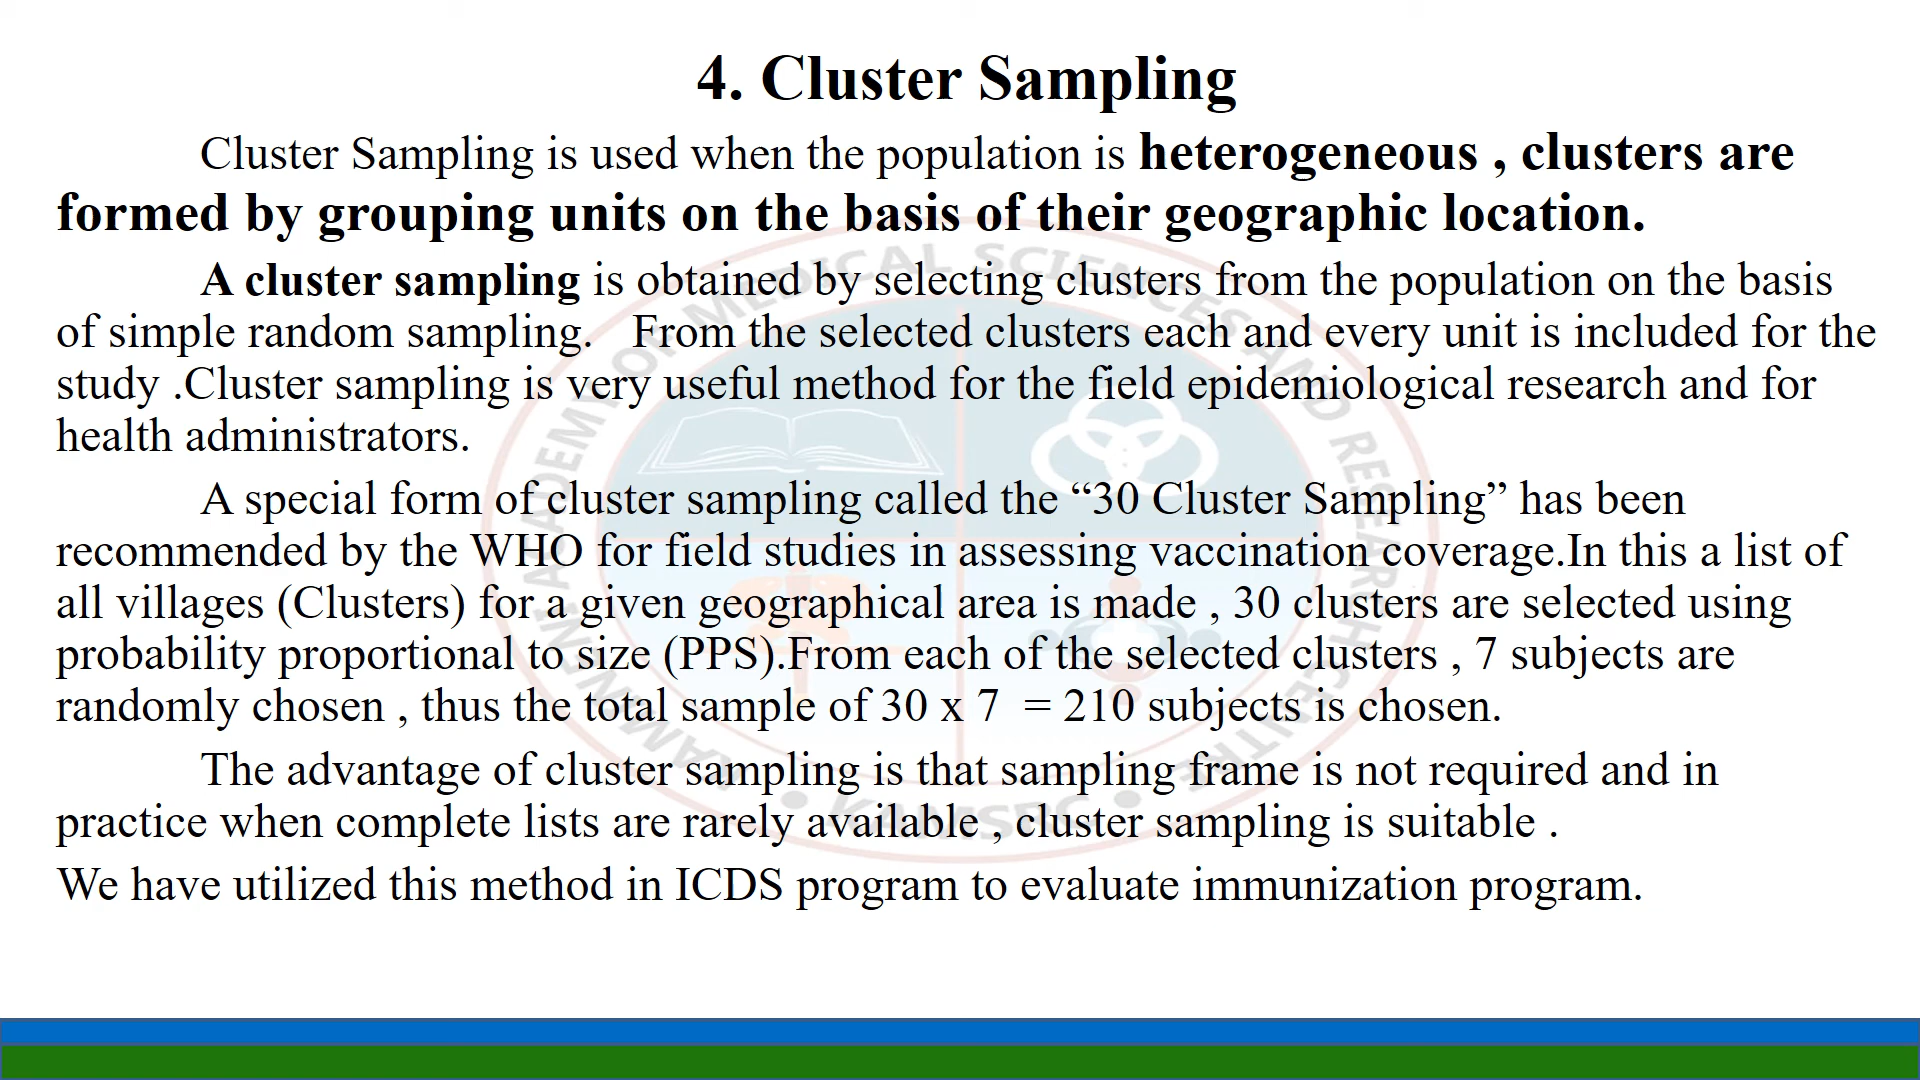 4. Cluster Sampling
Cluster Sampling is used when the population is heterogeneous , clusters are
formed by grouping units on the basis of their geographic location.
A cluster sampling is obtained by selecting clusters from the population on the basis
of simple random sampling.   From the selected clusters each and every unit is included for the
study .Cluster sampling is very useful method for the field epidemiological research and for
health administrators.
A special form of cluster sampling called the “30 Cluster Sampling” has been
recommended by the WHO for field studies in assessing vaccination coverage.In this a list of
all villages (Clusters) for a given geographical area is made , 30 clusters are selected using
probability proportional to size (PPS).From each of the selected clusters , 7 subjects are
randomly chosen , thus the total sample of 30 x 7  = 210 subjects is chosen.
The advantage of cluster sampling is that sampling frame is not required and in
practice when complete lists are rarely available , cluster sampling is suitable .
We have utilized this method in ICDS program to evaluate immunization program.
KAMINENI ACADEMY OF MEDICAL SCIENCES AND RESEARCH CENTRE
• KAMSRC •